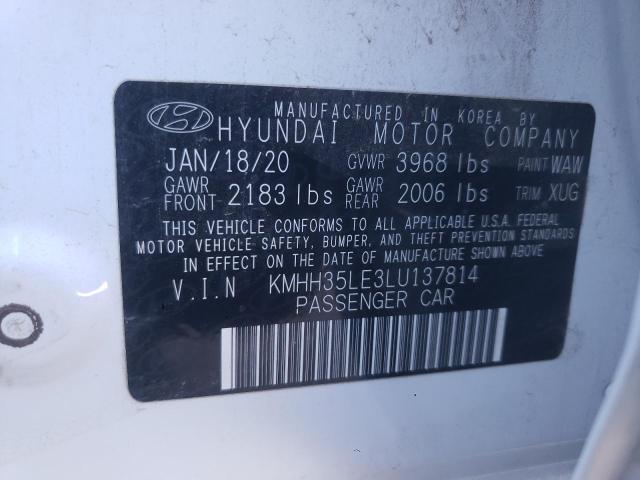 MANUFACTURED IN KOREA BY
HYUNDAI MOTOR COMPANY
JAN/18/20 GVWR 3968 lbs PAINT WAW
GAWR FRONT 2183 lbs GAWR REAR 2006 lbs TRIM XUG
THIS VEHICLE CONFORMS TO ALL APPLICABLE U.S.A. FEDERAL
MOTOR VEHICLE SAFETY, BUMPER, AND THEFT PREVENTION STANDARDS
IN EFFECT ON THE DATE OF MANUFACTURE SHOWN ABOVE
V.I.N KMHH35LE3LU137814
PASSENGER CAR